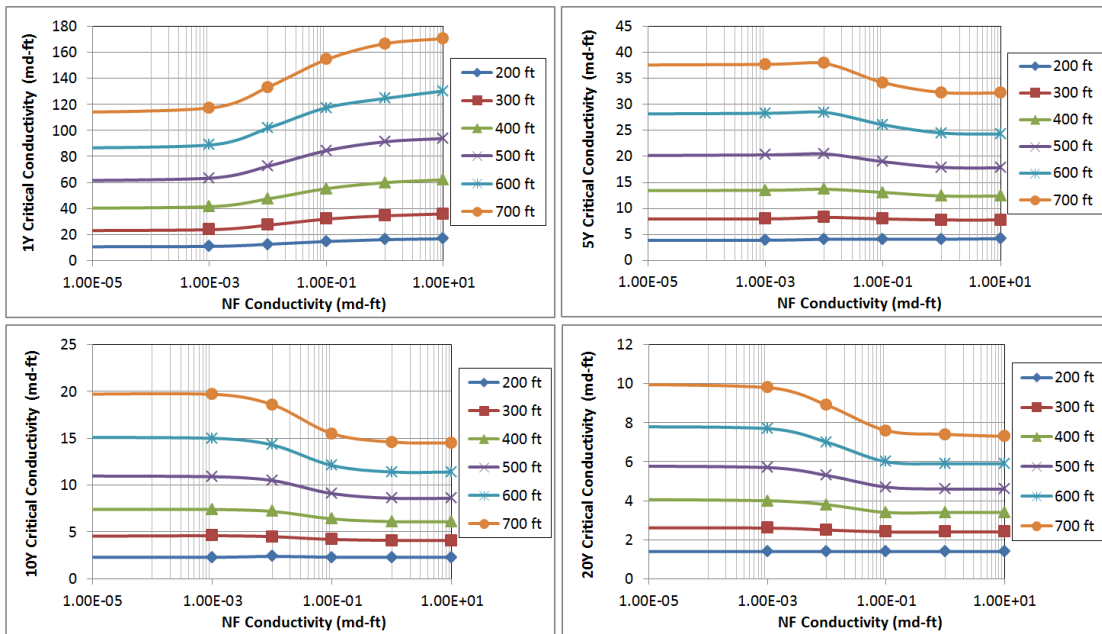 1Y Critical Conductivity (md-ft)
180
160
140
120
100
80
60
40
20
0
1.00E-05
1.00E-03
1.00E-01
1.00E+01
NF Conductivity (md-ft)
200 ft
300 ft
400 ft
500 ft
600 ft
700 ft
5Y Critical Conductivity (md-ft)
45
40
35
30
25
20
15
10
5
0
1.00E-05
1.00E-03
1.00E-01
1.00E+01
NF Conductivity (md-ft)
200 ft
300 ft
400 ft
500 ft
600 ft
700 ft
10Y Critical Conductivity (md-ft)
25
20
15
10
5
0
1.00E-05
1.00E-03
1.00E-01
1.00E+01
NF Conductivity (md-ft)
200 ft
300 ft
400 ft
500 ft
600 ft
700 ft
20Y Critical Conductivity (md-ft)
12
10
8
6
4
2
0
1.00E-05
1.00E-03
1.00E-01
1.00E+01
NF Conductivity (md-ft)
200 ft
300 ft
400 ft
500 ft
600 ft
700 ft